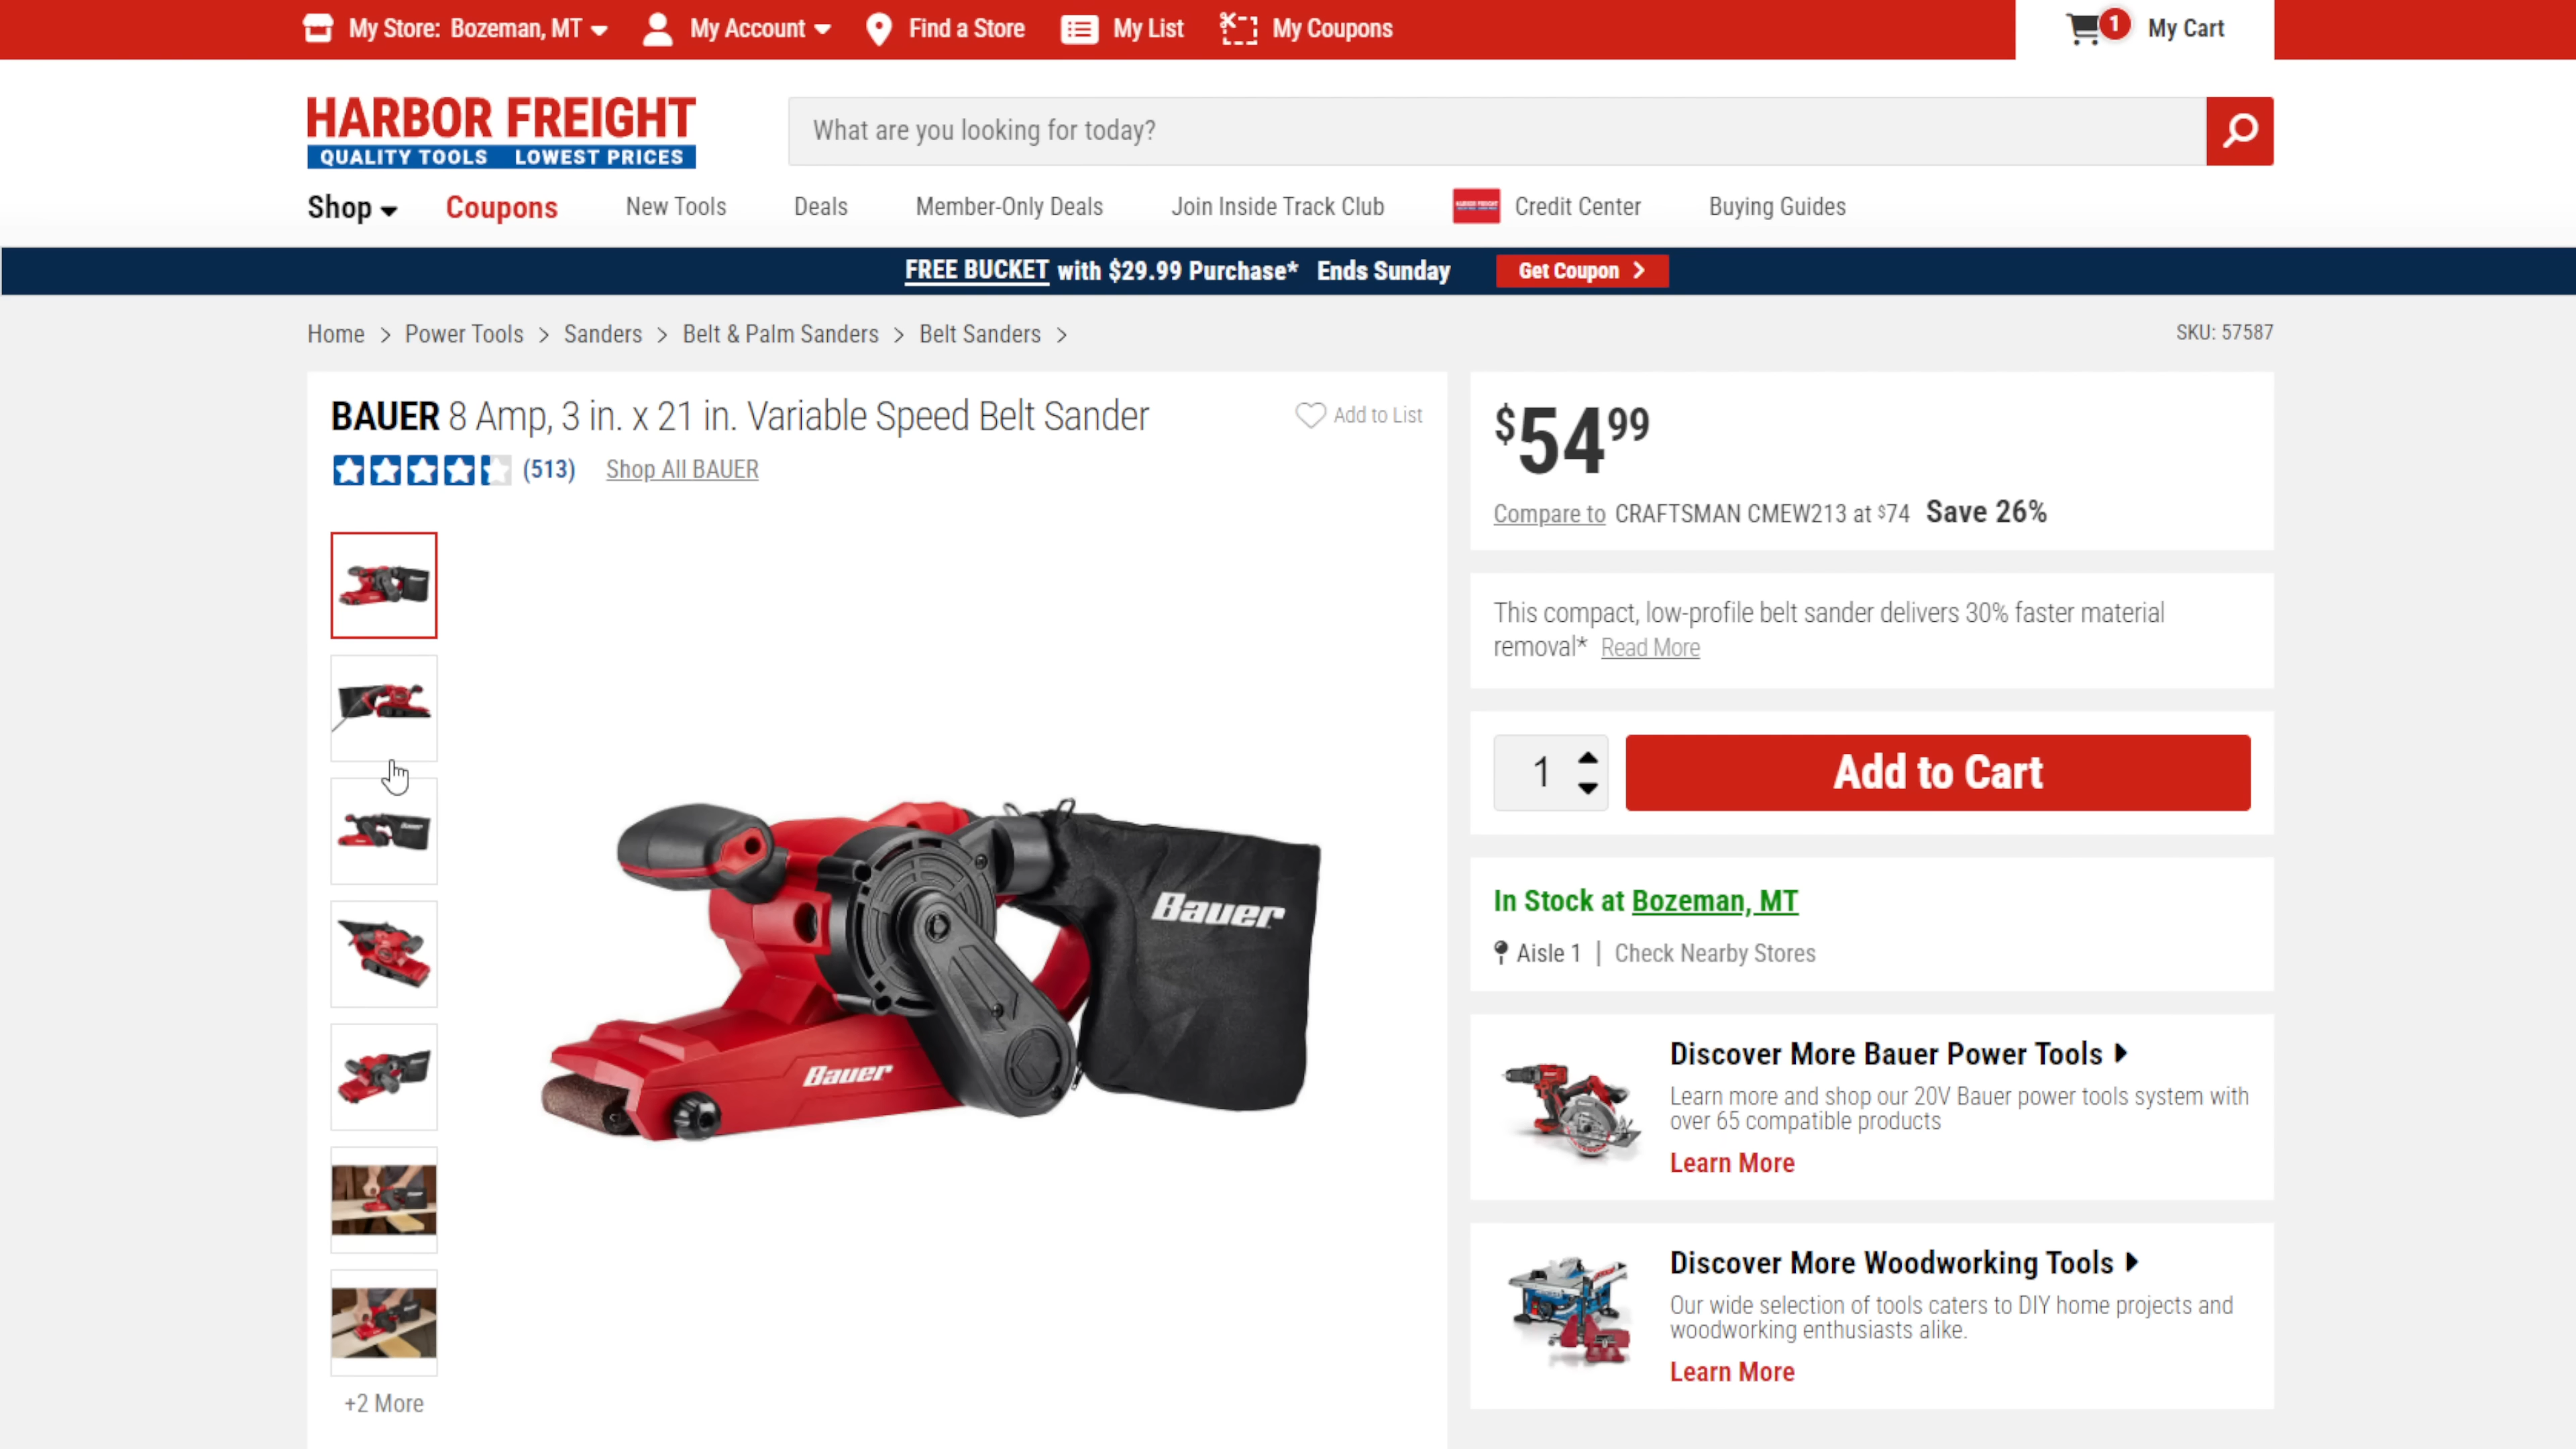 My Store: Bozeman, MT
My Account
Find a Store
My List
My Coupons
1
My Cart
HARBOR FREIGHT
QUALITY TOOLS LOWEST PRICES
What are you looking for today?
Shop
Coupons
New Tools
Deals
Member-Only Deals
Join Inside Track Club
Credit Center
Buying Guides
FREE BUCKET with $29.99 Purchase* Ends Sunday
Get Coupon
Home > Power Tools > Sanders > Belt & Palm Sanders > Belt Sanders >
SKU: 57587
BAUER 8 Amp, 3 in. x 21 in. Variable Speed Belt Sander
Add to List
(513)
Shop All BAUER
Bauer
Bauer
+2 More
$54 99
Compare to CRAFTSMAN CMEW213 at $74 Save 26%
This compact, low-profile belt sander delivers 30% faster material
removal* Read More
1
Add to Cart
In Stock at Bozeman, MT
Aisle 1 | Check Nearby Stores
Discover More Bauer Power Tools
Learn more and shop our 20V Bauer power tools system with
over 65 compatible products
Learn More
Discover More Woodworking Tools
Our wide selection of tools caters to DIY home projects and
woodworking enthusiasts alike.
Learn More